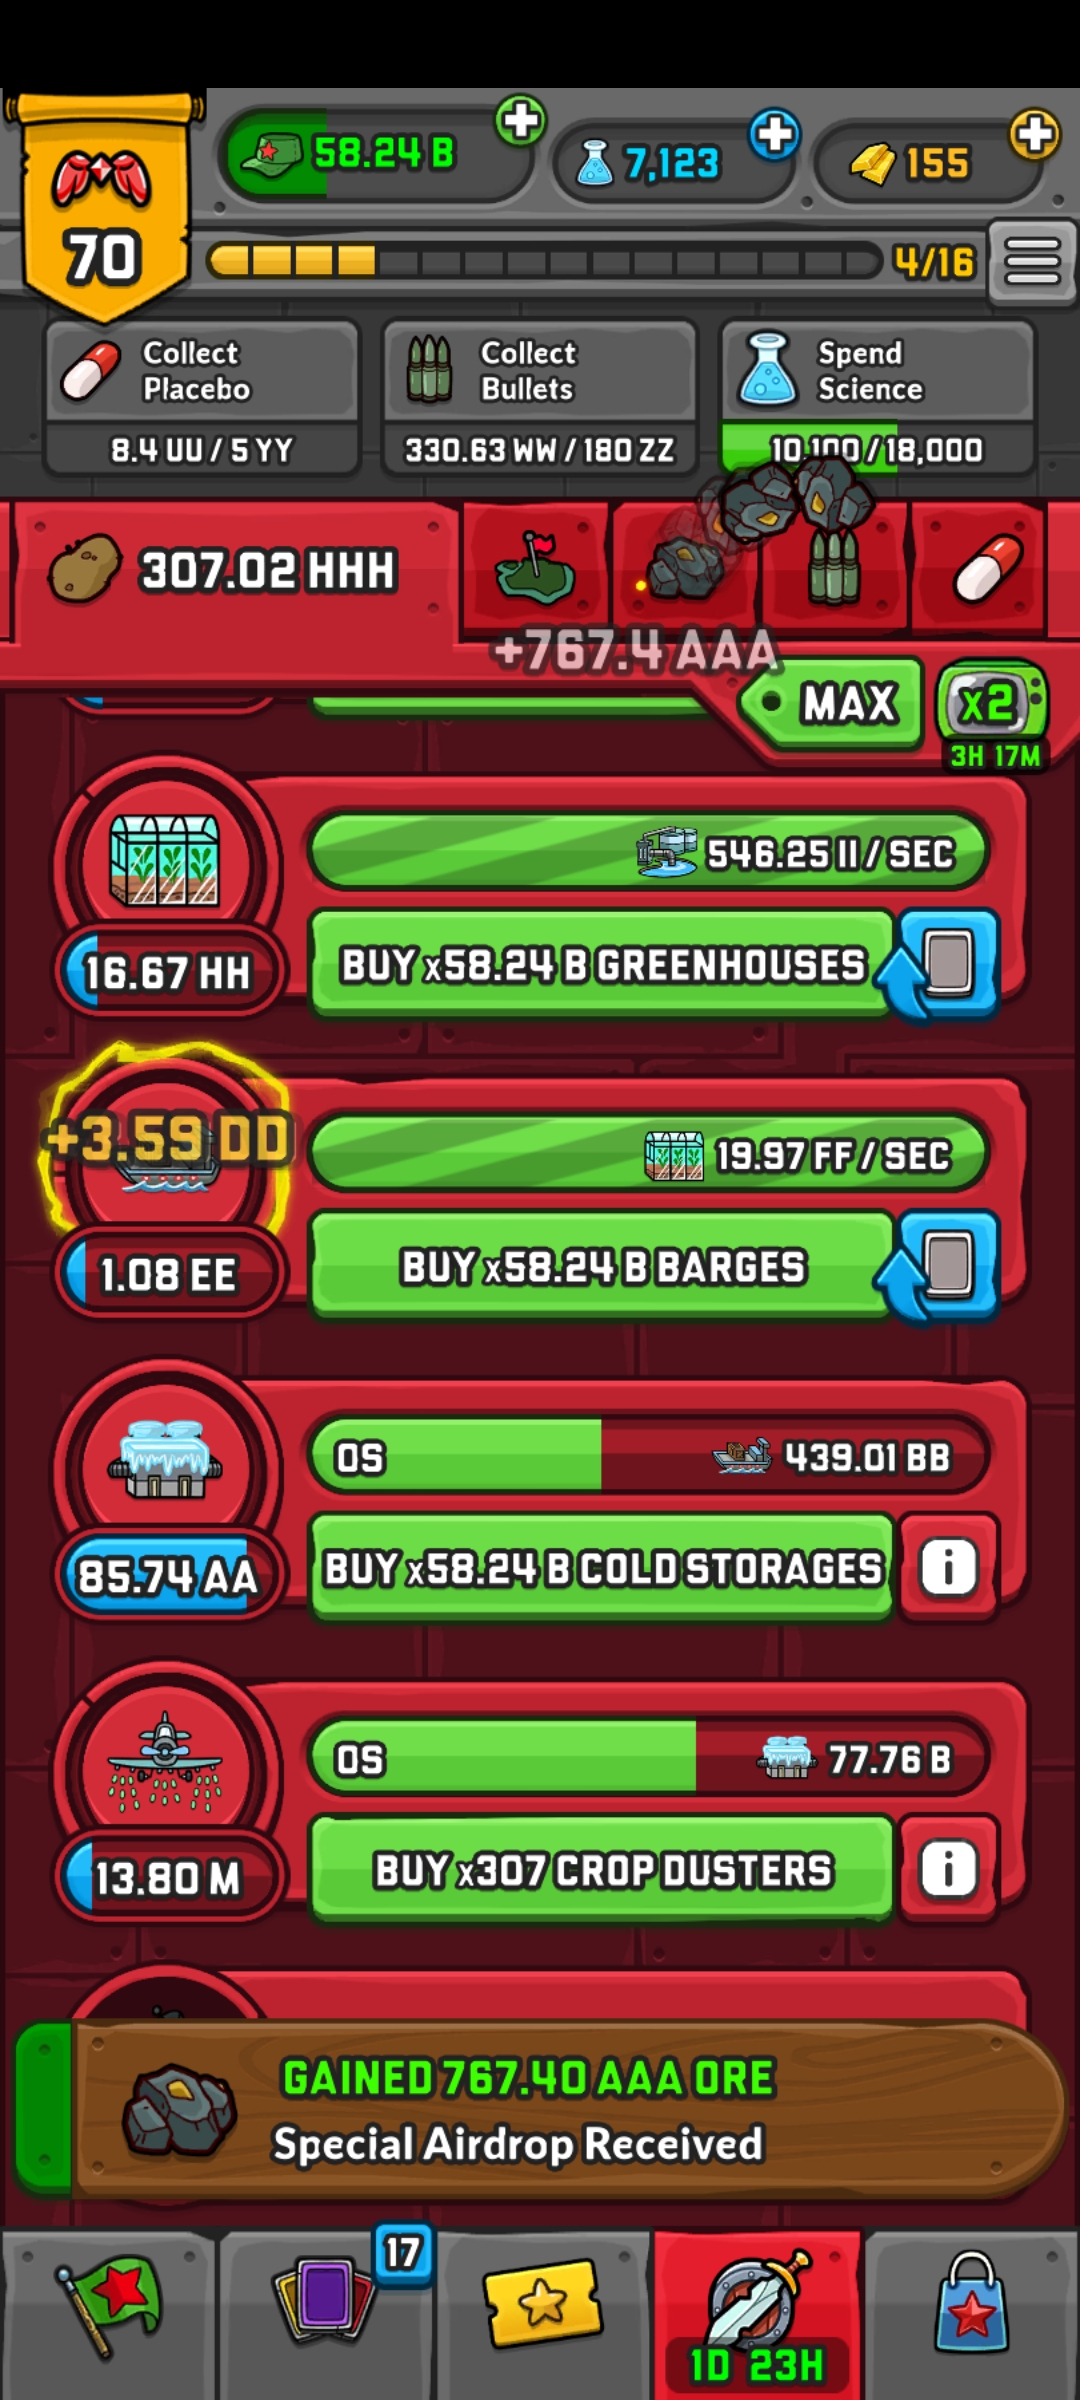 58.24 B
7,123
155
70
4/16
Collect
Placebo
8.4 UU / 5 YY
Collect
Bullets
330.63 WW / 180 ZZ
Spend
Science
10,100 / 18,000
307.02 HHH
+767.4 AAA
MAX
x2
3H 17M
546.25 II / SEC
16.67 HH
BUY x58.24 B GREENHOUSES
+3.59 DD
19.97 FF / SEC
1.08 EE
BUY x58.24 B BARGES
0S
439.01 BB
85.74 AA
BUY x58.24 B COLD STORAGES
i
0S
77.76 B
13.80 M
BUY x307 CROP DUSTERS
i
GAINED 767.40 AAA ORE
Special Airdrop Received
17
1D 23H